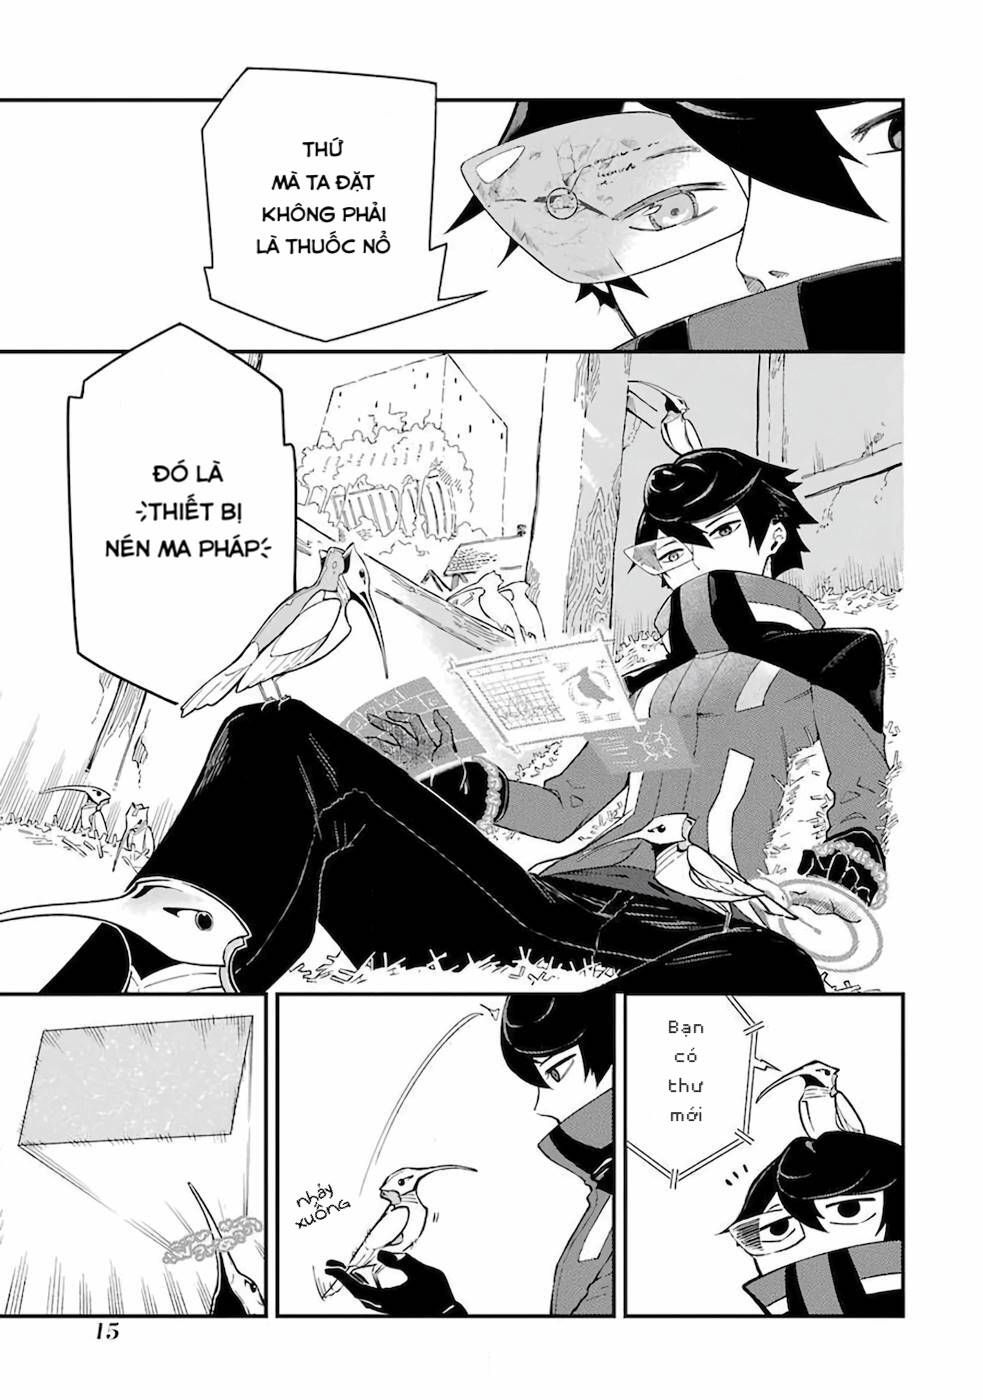 THỨ
MÀ TA ĐẶT
KHÔNG PHẢI
LÀ THUỐC NỔ
ĐÓ LÀ
THIẾT BỊ
NÉN MA PHÁP
Bạn
có
thư
mới
nhảy
xuống
15